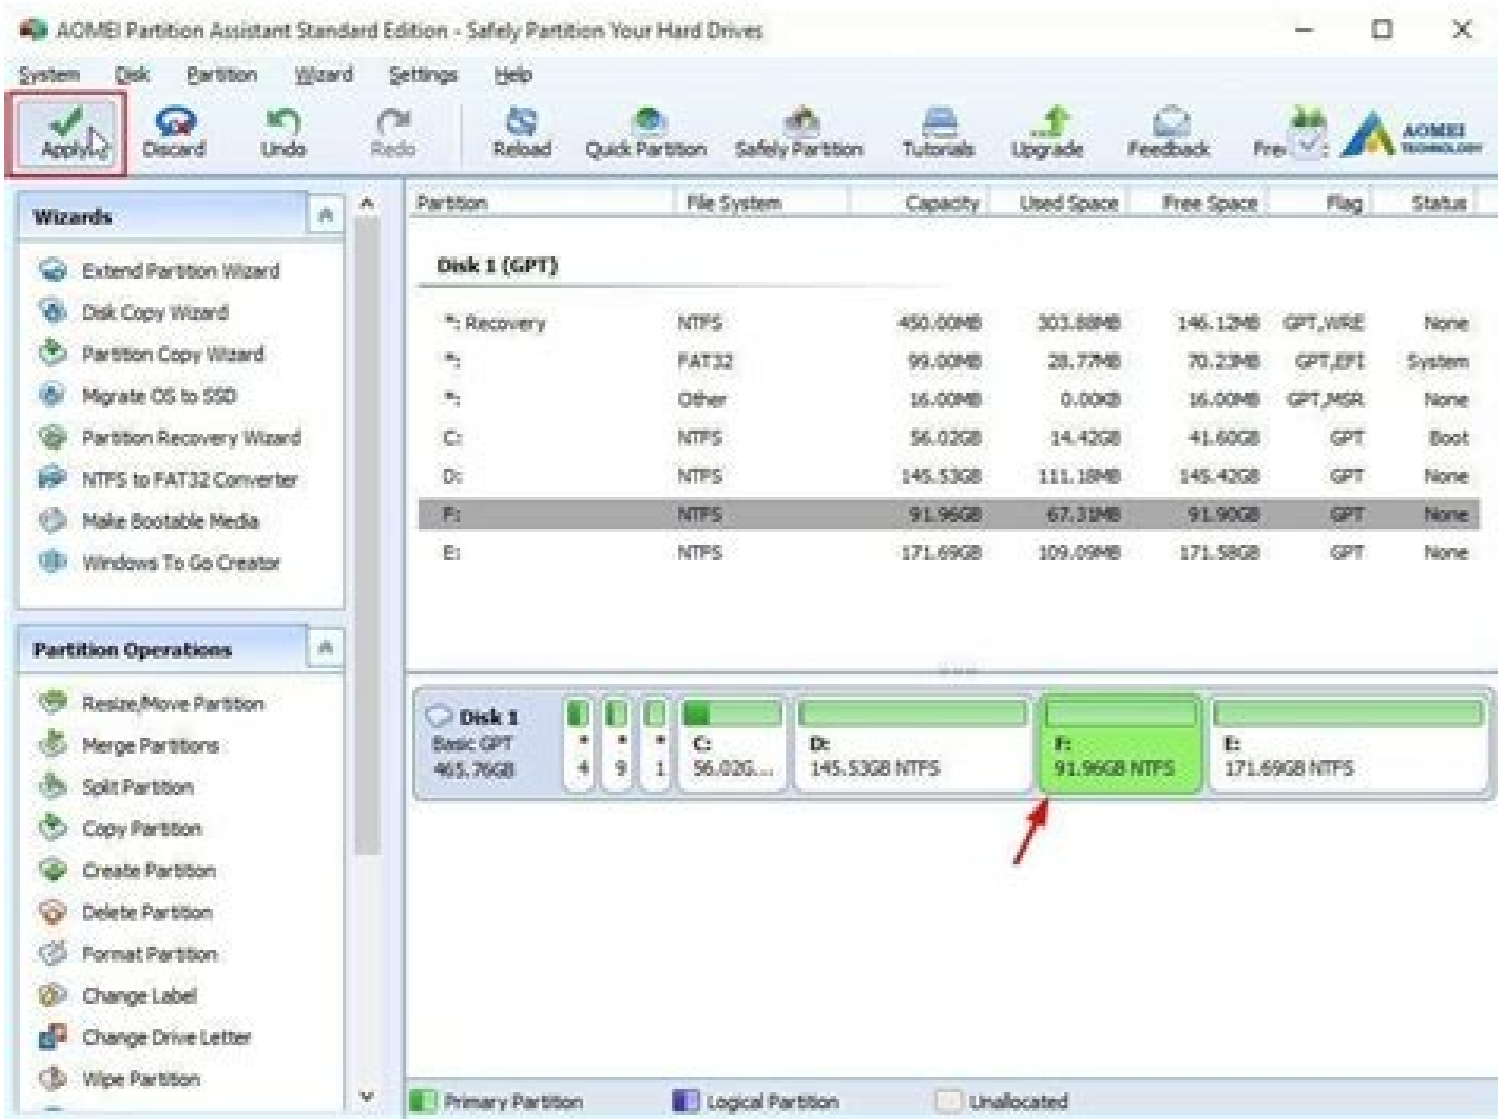 AOMEI Partition Assistant Standard Edition - Safely Partition Your Hard Drives
System Disk Partition Wizard Settings Help
Apply Discard Undo Redo Reload Quick Partition Safely Partition Tutorials Upgrade Feedback AOMEI TECHNOLOGY
Wizards
Extend Partition Wizard
Disk Copy Wizard
Partition Copy Wizard
Migrate OS to SSD
Partition Recovery Wizard
NTFS to FAT32 Converter
Make Bootable Media
Windows To Go Creator
Partition Operations
Resize/Move Partition
Merge Partitions
Split Partition
Copy Partition
Create Partition
Delete Partition
Format Partition
Change Label
Change Drive Letter
Wipe Partition
Partition File System Capacity Used Space Free Space Flag Status
Disk 1 (GPT)
*: Recovery NTFS 450.00MB 303.88MB 146.12MB GPT,WRE None
*: FAT32 99.00MB 28.77MB 70.23MB GPT,EFI System
*: Other 16.00MB 0.00KB 16.00MB GPT,MSR None
C: NTFS 56.02GB 14.42GB 41.60GB GPT Boot
D: NTFS 145.53GB 111.18MB 145.42GB GPT None
F: NTFS 91.96GB 67.31MB 91.90GB GPT None
E: NTFS 171.69GB 109.09MB 171.58GB GPT None
Disk 1
Basic GPT
465.76GB
* 4
* 9
* 1
C:
56.02G...
D:
145.53GB NTFS
F:
91.96GB NTFS
E:
171.69GB NTFS
Primary Partition Logical Partition Unallocated